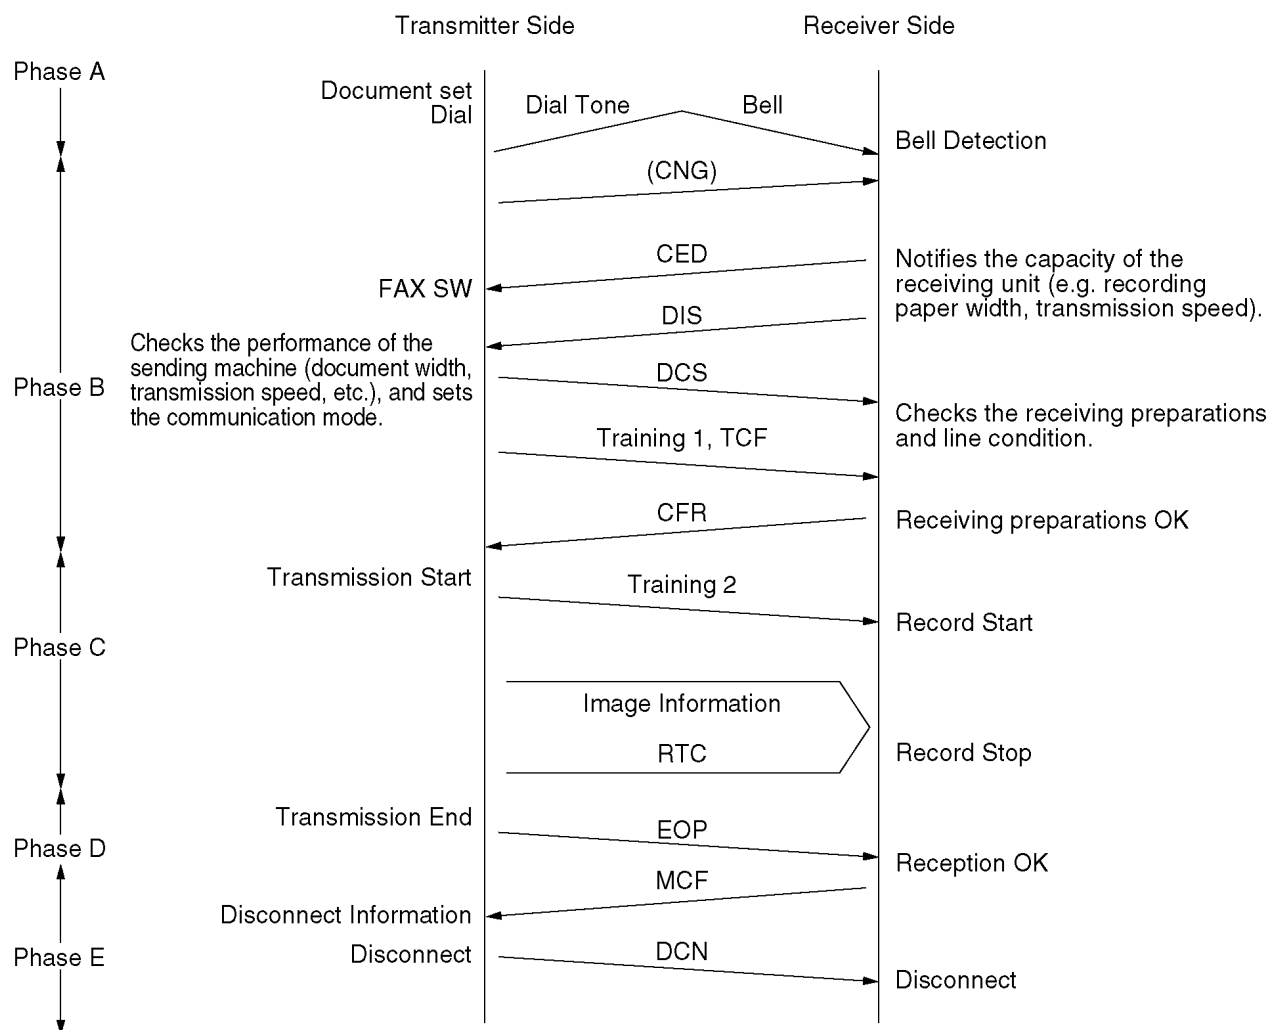 Transmitter Side
Receiver Side
Phase A
Document set
Dial
Dial Tone
Bell
Bell Detection
(CNG)
CED
FAX SW
Notifies the capacity of the
receiving unit (e.g. recording
paper width, transmission speed).
DIS
Checks the performance of the
sending machine (document width,
transmission speed, etc.), and sets
the communication mode.
Phase B
DCS
Checks the receiving preparations
and line condition.
Training 1, TCF
CFR
Receiving preparations OK
Transmission Start
Training 2
Record Start
Phase C
Image Information
RTC
Record Stop
Transmission End
EOP
Phase D
Reception OK
MCF
Disconnect Information
Disconnect
DCN
Phase E
Disconnect